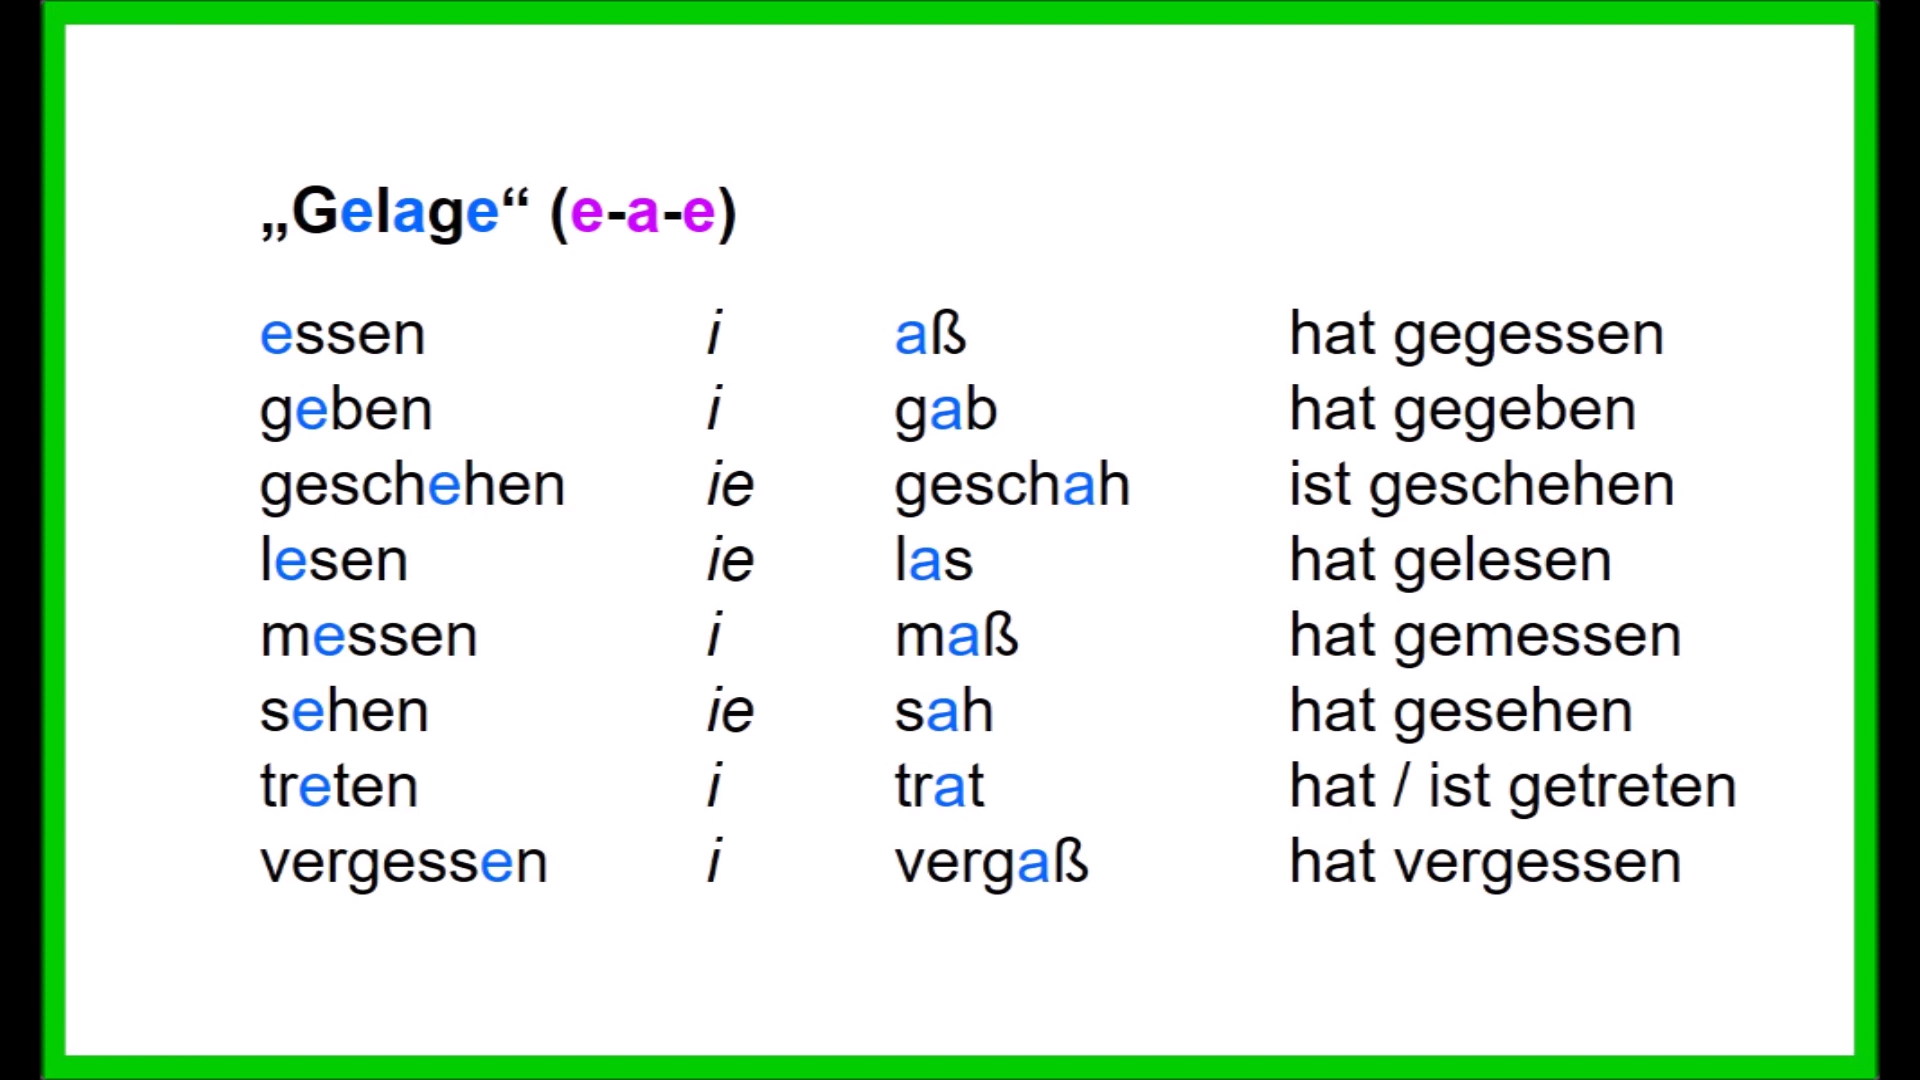 „Gelage“ (e-a-e)
essen i aß hat gegessen
geben i gab hat gegeben
geschehen ie geschah ist geschehen
lesen ie las hat gelesen
messen i maß hat gemessen
sehen ie sah hat gesehen
treten i trat hat / ist getreten
vergessen i vergaß hat vergessen